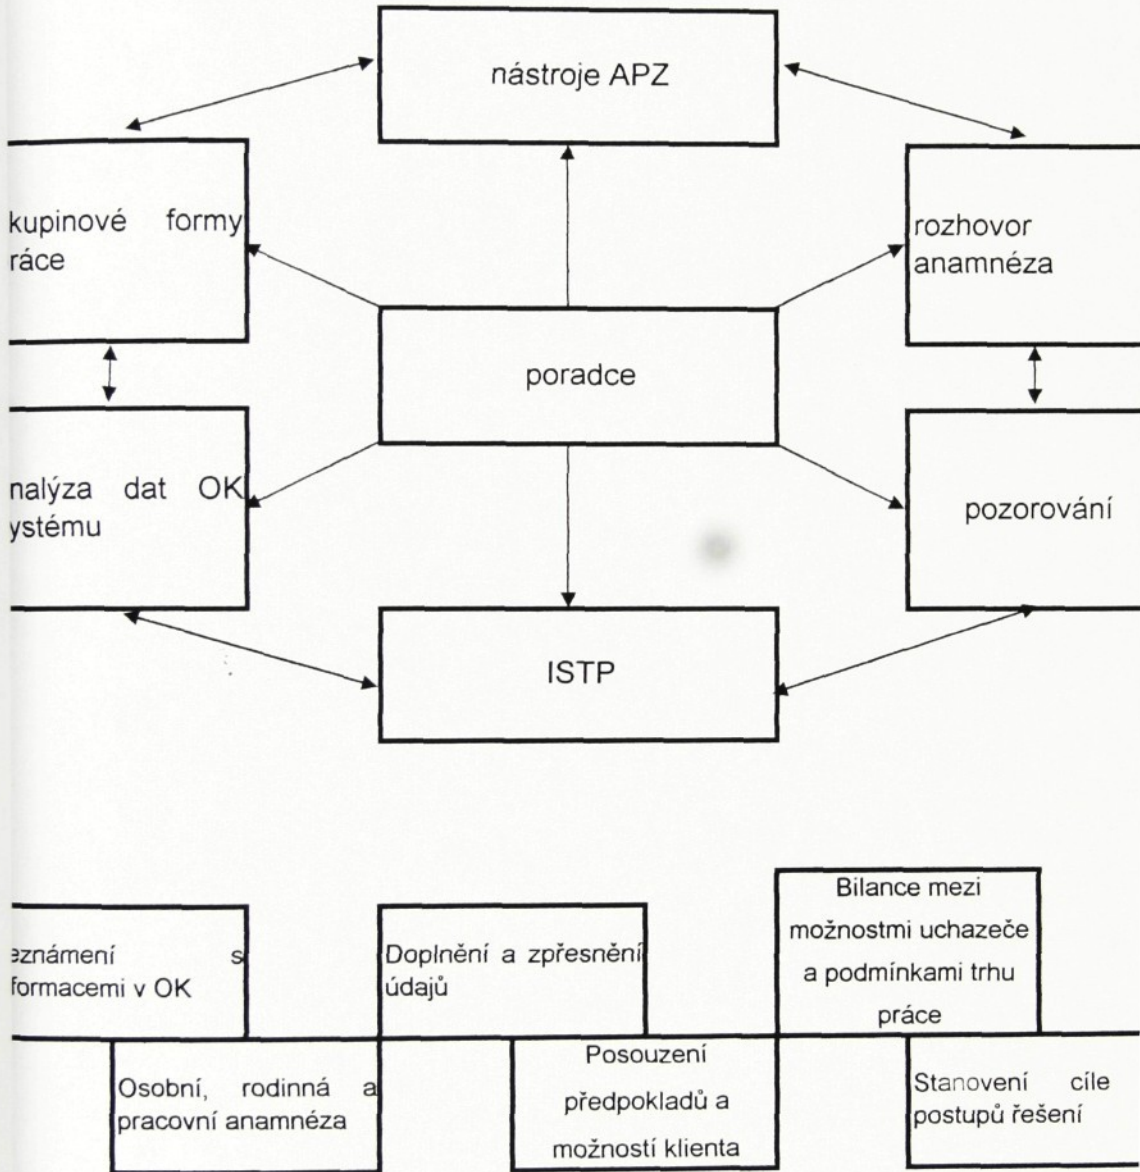 nástroje APZ
kupinové formy
ráce
rozhovor
anamnéza
poradce
nalýza dat OK
ystému
pozorování
ISTP
eznámení s
formacemi v OK
Doplnění a zpřesnění
údajů
Bilance mezi
možnostmi uchazeče
a podmínkami trhu
práce
Osobní, rodinná a
pracovní anamnéza
Posouzení
předpokladů a
možností klienta
Stanovení cíle
postupů řešení